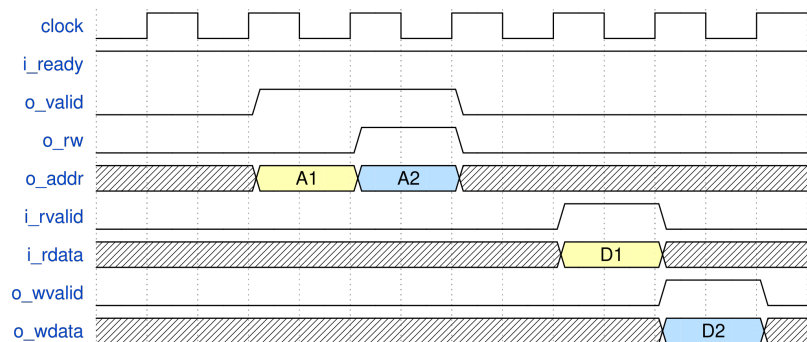 clock
i_ready
o_valid
o_rw
o_addr A1 A2
i_rvalid
i_rdata D1
o_wvalid
o_wdata D2